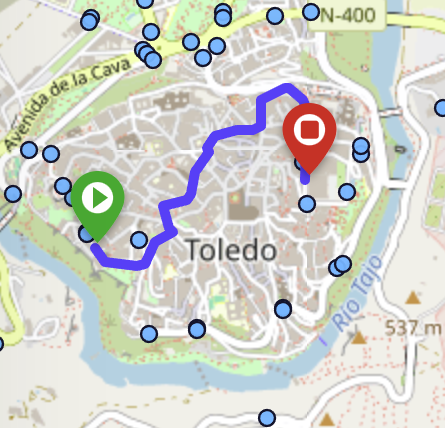 N-400
Avenida de la Cava
Toledo
Río Tajo
537 m